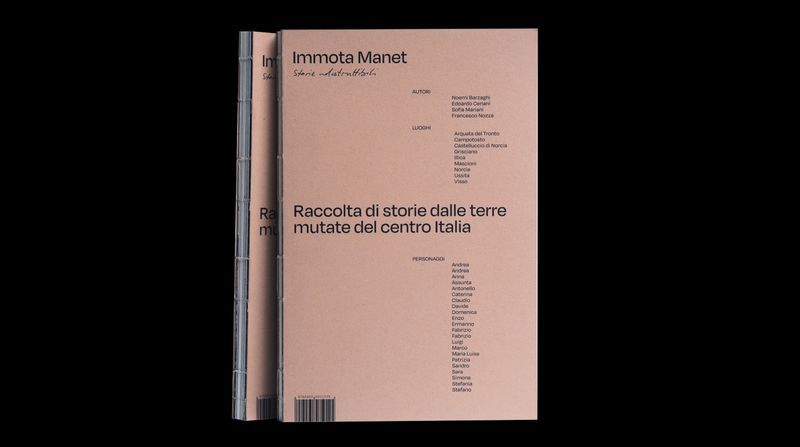 Immota Manet
Storie indistruttibili
AUTORI
Noemi Barzaghi
Edoardo Ceriani
Sofia Mariani
Francesco Nozza
LUOGHI
Arquata del Tronto
Campotosto
Castelluccio di Norcia
Grisciano
Illica
Mascioni
Norcia
Ussita
Visso
Raccolta di storie dalle terre
mutate del centro Italia
PERSONAGGI
Andrea
Andrea
Anna
Assunta
Antonello
Caterina
Claudio
Davide
Domenica
Enzo
Ermanno
Fabrizio
Fabrizio
Luigi
Marco
Maria Luisa
Patrizia
Sandro
Sara
Simone
Stefania
Stefano
Im
Ra
mu